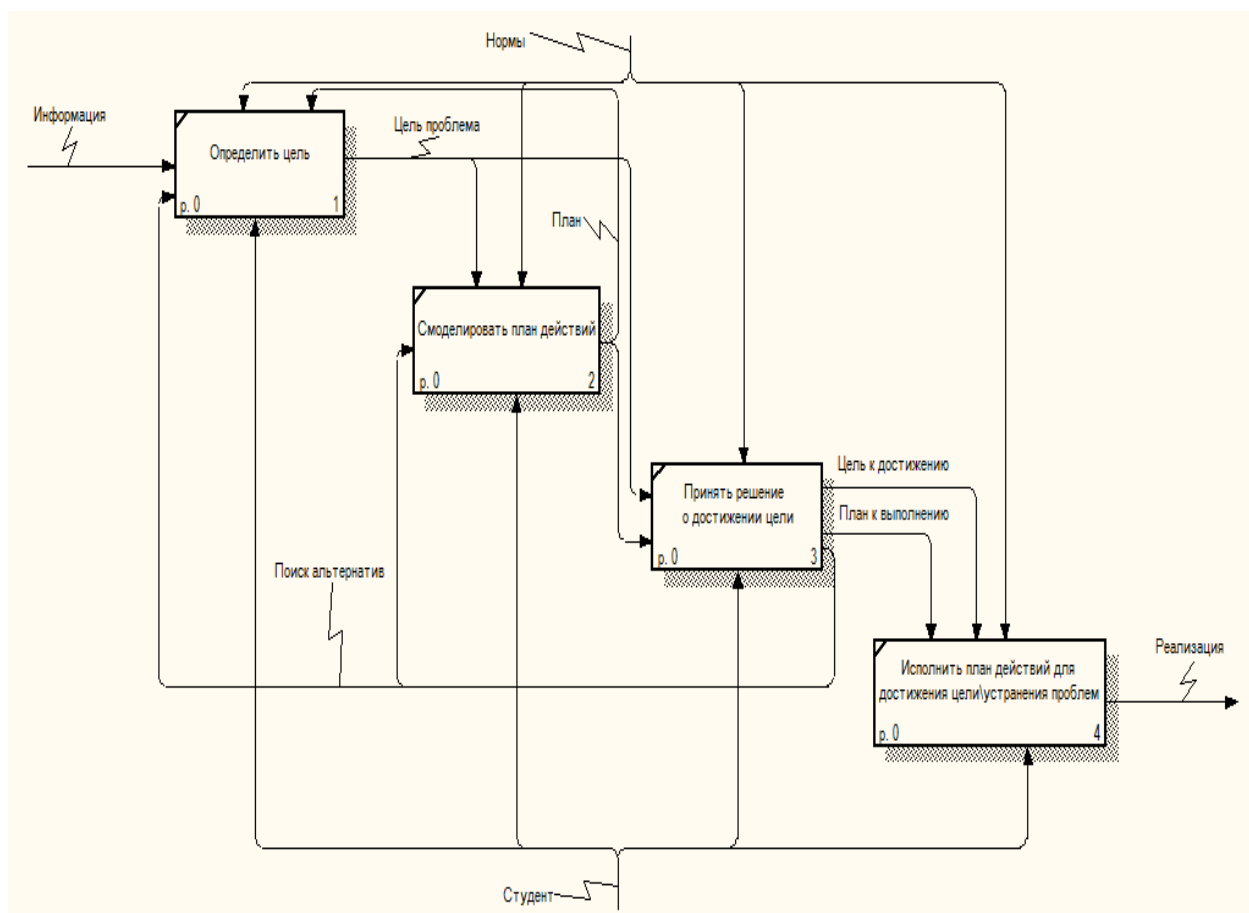 Нормы
Информация
Цель проблема
Определить цель
р. 0
1
План
Смоделировать план действий
р. 0
2
Цель к достижению
Принять решение
о достижении цели
План к выполнению
р. 0
3
Поиск альтернатив
Реализация
Исполнить план действий для
достижения цели\устранения проблем
р. 0
4
Студент